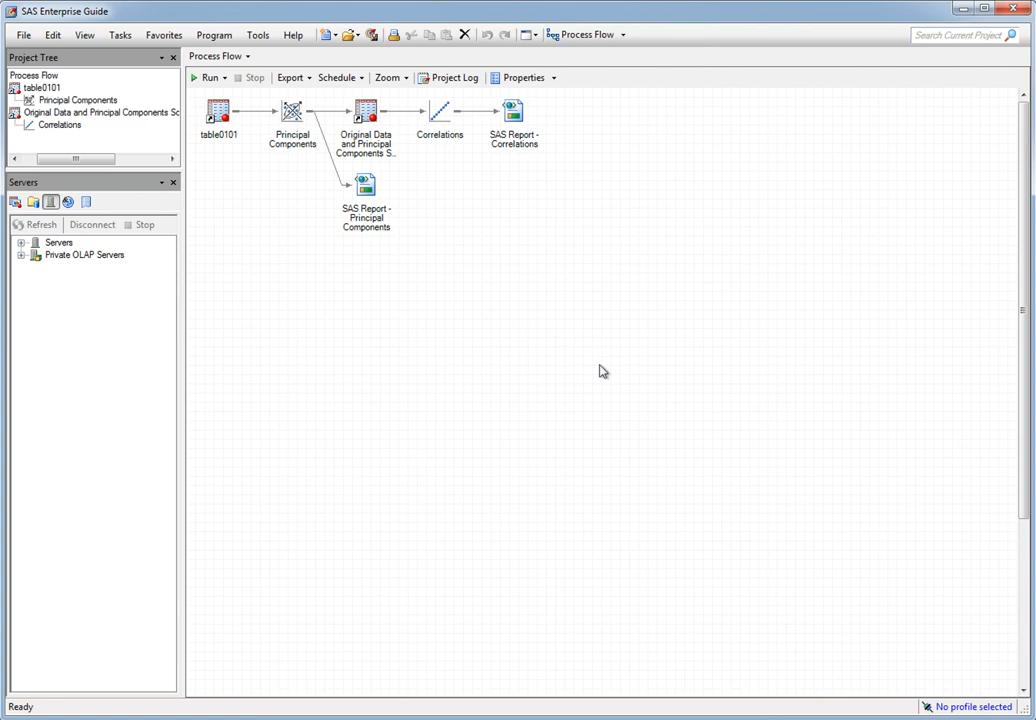 SAS Enterprise Guide
File Edit View Tasks Favorites Program Tools Help Process Flow Search Current Project
Project Tree
Process Flow
table0101
Principal Components
Original Data and Principal Components Sc
Correlations
Servers
Refresh Disconnect Stop
Servers
Private OLAP Servers
Process Flow
Run Stop Export Schedule Zoom Project Log Properties
table0101
Principal
Components
Original Data
and Principal
Components S...
Correlations
SAS Report -
Correlations
SAS Report -
Principal
Components
Ready No profile selected